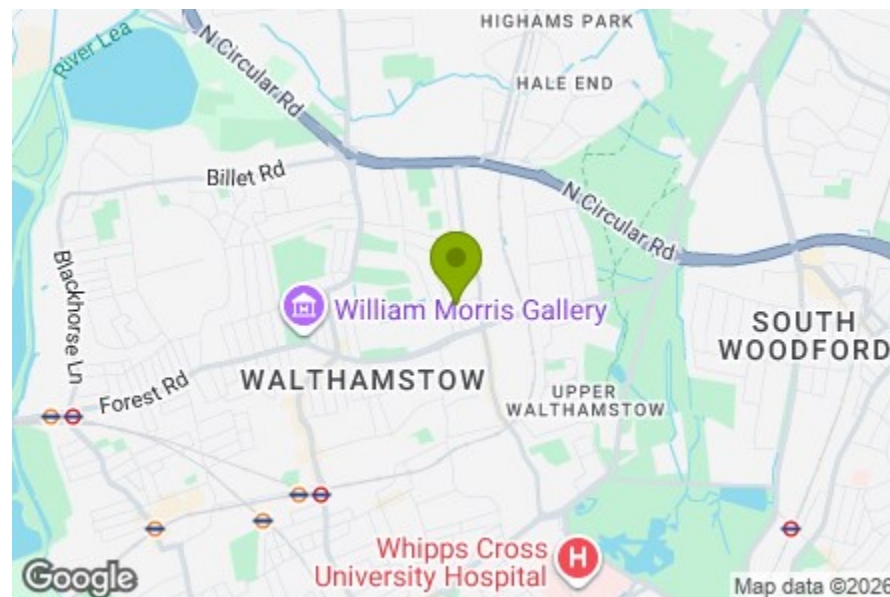 HIGHAMS PARK
River Lea
N Circular Rd
HALE END
Billet Rd
N Circular Rd
Blackhorse Ln
William Morris Gallery
SOUTH
WOODFORD
WALTHAMSTOW
Forest Rd
UPPER
WALTHAMSTOW
Whipps Cross
University Hospital
H
Google
Map data ©2026